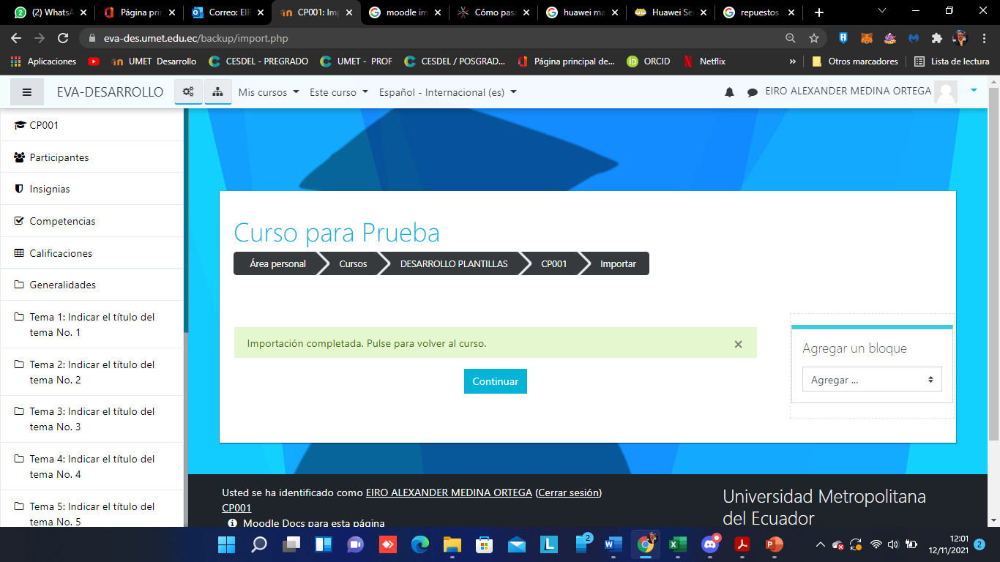 (2) WhatsA
Página prin
Correo: EIR
CP001: Imp
moodle im
Cómo pasa
huawei ma
Huawei Se
repuestos
eva-des.umet.edu.ec/backup/import.php
Aplicaciones
UMET Desarrollo
CESDEL - PREGRADO
UMET - PROF
CESDEL / POSGRAD...
Página principal de...
ORCID
Netflix
»
Otros marcadores
Lista de lectura
EVA-DESARROLLO
Mis cursos
Este curso
Español - Internacional (es)
EIRO ALEXANDER MEDINA ORTEGA
CP001
Participantes
Insignias
Competencias
Calificaciones
Generalidades
Tema 1: Indicar el título del
tema No. 1
Tema 2: Indicar el título del
tema No. 2
Tema 3: Indicar el título del
tema No. 3
Tema 4: Indicar el título del
tema No. 4
Tema 5: Indicar el título del
tema No. 5
Curso para Prueba
Área personal
Cursos
DESARROLLO PLANTILLAS
CP001
Importar
Importación completada. Pulse para volver al curso.
×
Continuar
Agregar un bloque
Agregar ...
Usted se ha identificado como EIRO ALEXANDER MEDINA ORTEGA (Cerrar sesión)
CP001
Moodle Docs para esta página
Universidad Metropolitana
del Ecuador
12:01
12/11/2021
2